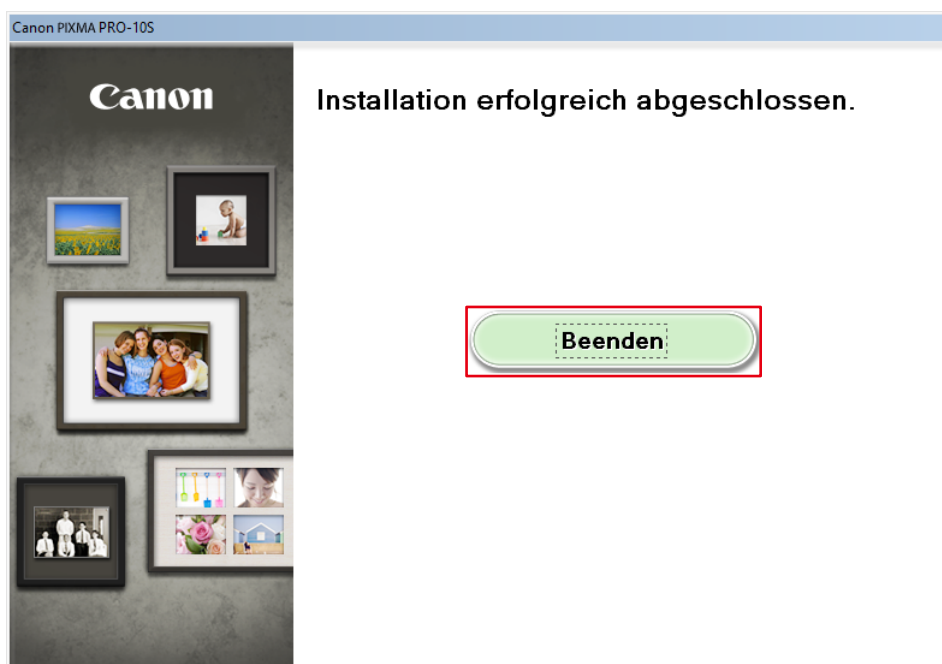 Canon PIXMA PRO-10S
Canon
Installation erfolgreich abgeschlossen.
Beenden